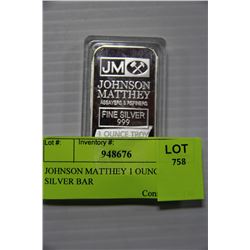 JM
JOHNSON
MATTHEY
ASSAYERS & REFINERS
FINE SILVER
999
1 OUNCE TROY
Lot #: Inventory #:
948676
LOT
758
JOHNSON MATTHEY 1 OUNC
SILVER BAR
Con